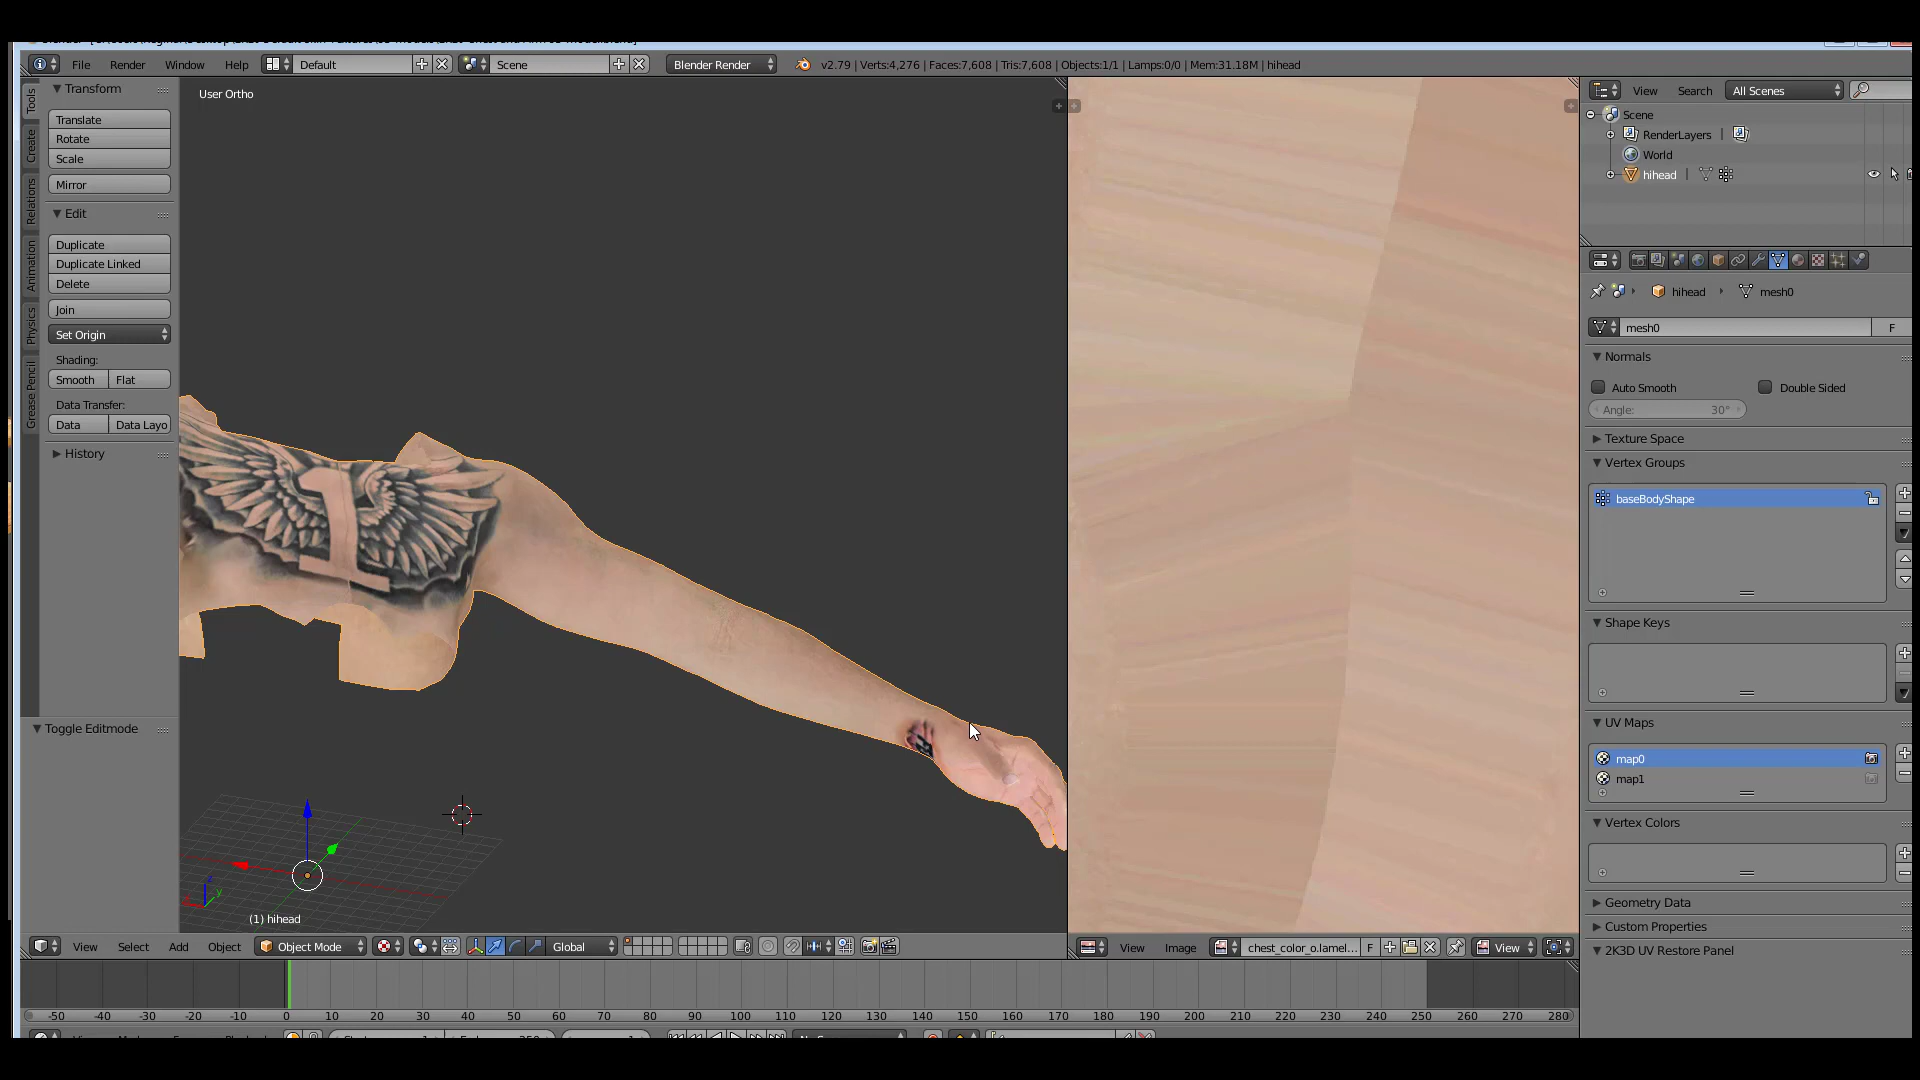 File Render Window Help Default Scene Blender Render v2.79 | Verts:4,276 | Faces:7,608 | Tris:7,608 | Objects:1/1 | Lamps:0/0 | Mem:31.18M | hihead
Tools
Create
Relations
Animation
Physics
Grease Pencil
Transform
Translate
Rotate
Scale
Mirror
Edit
Duplicate
Duplicate Linked
Delete
Join
Set Origin
Shading:
Smooth Flat
Data Transfer:
Data Data Layo
History
Toggle Editmode
User Ortho
1
z
y
(1) hihead
View Select Add Object Object Mode Global
View Image chest_color_o.lamel... F View
-50 -40 -30 -20 -10 0 10 20 30 40 50 60 70 80 90 100 110 120 130 140 150 160 170 180 190 200 210 220 230 240 250 260 270 280
View Search All Scenes
Scene
RenderLayers |
World
hihead |
hihead mesh0
mesh0 F
Normals
Auto Smooth Double Sided
Angle: 30°
Texture Space
Vertex Groups
baseBodyShape
Shape Keys
UV Maps
map0
map1
Vertex Colors
Geometry Data
Custom Properties
2K3D UV Restore Panel